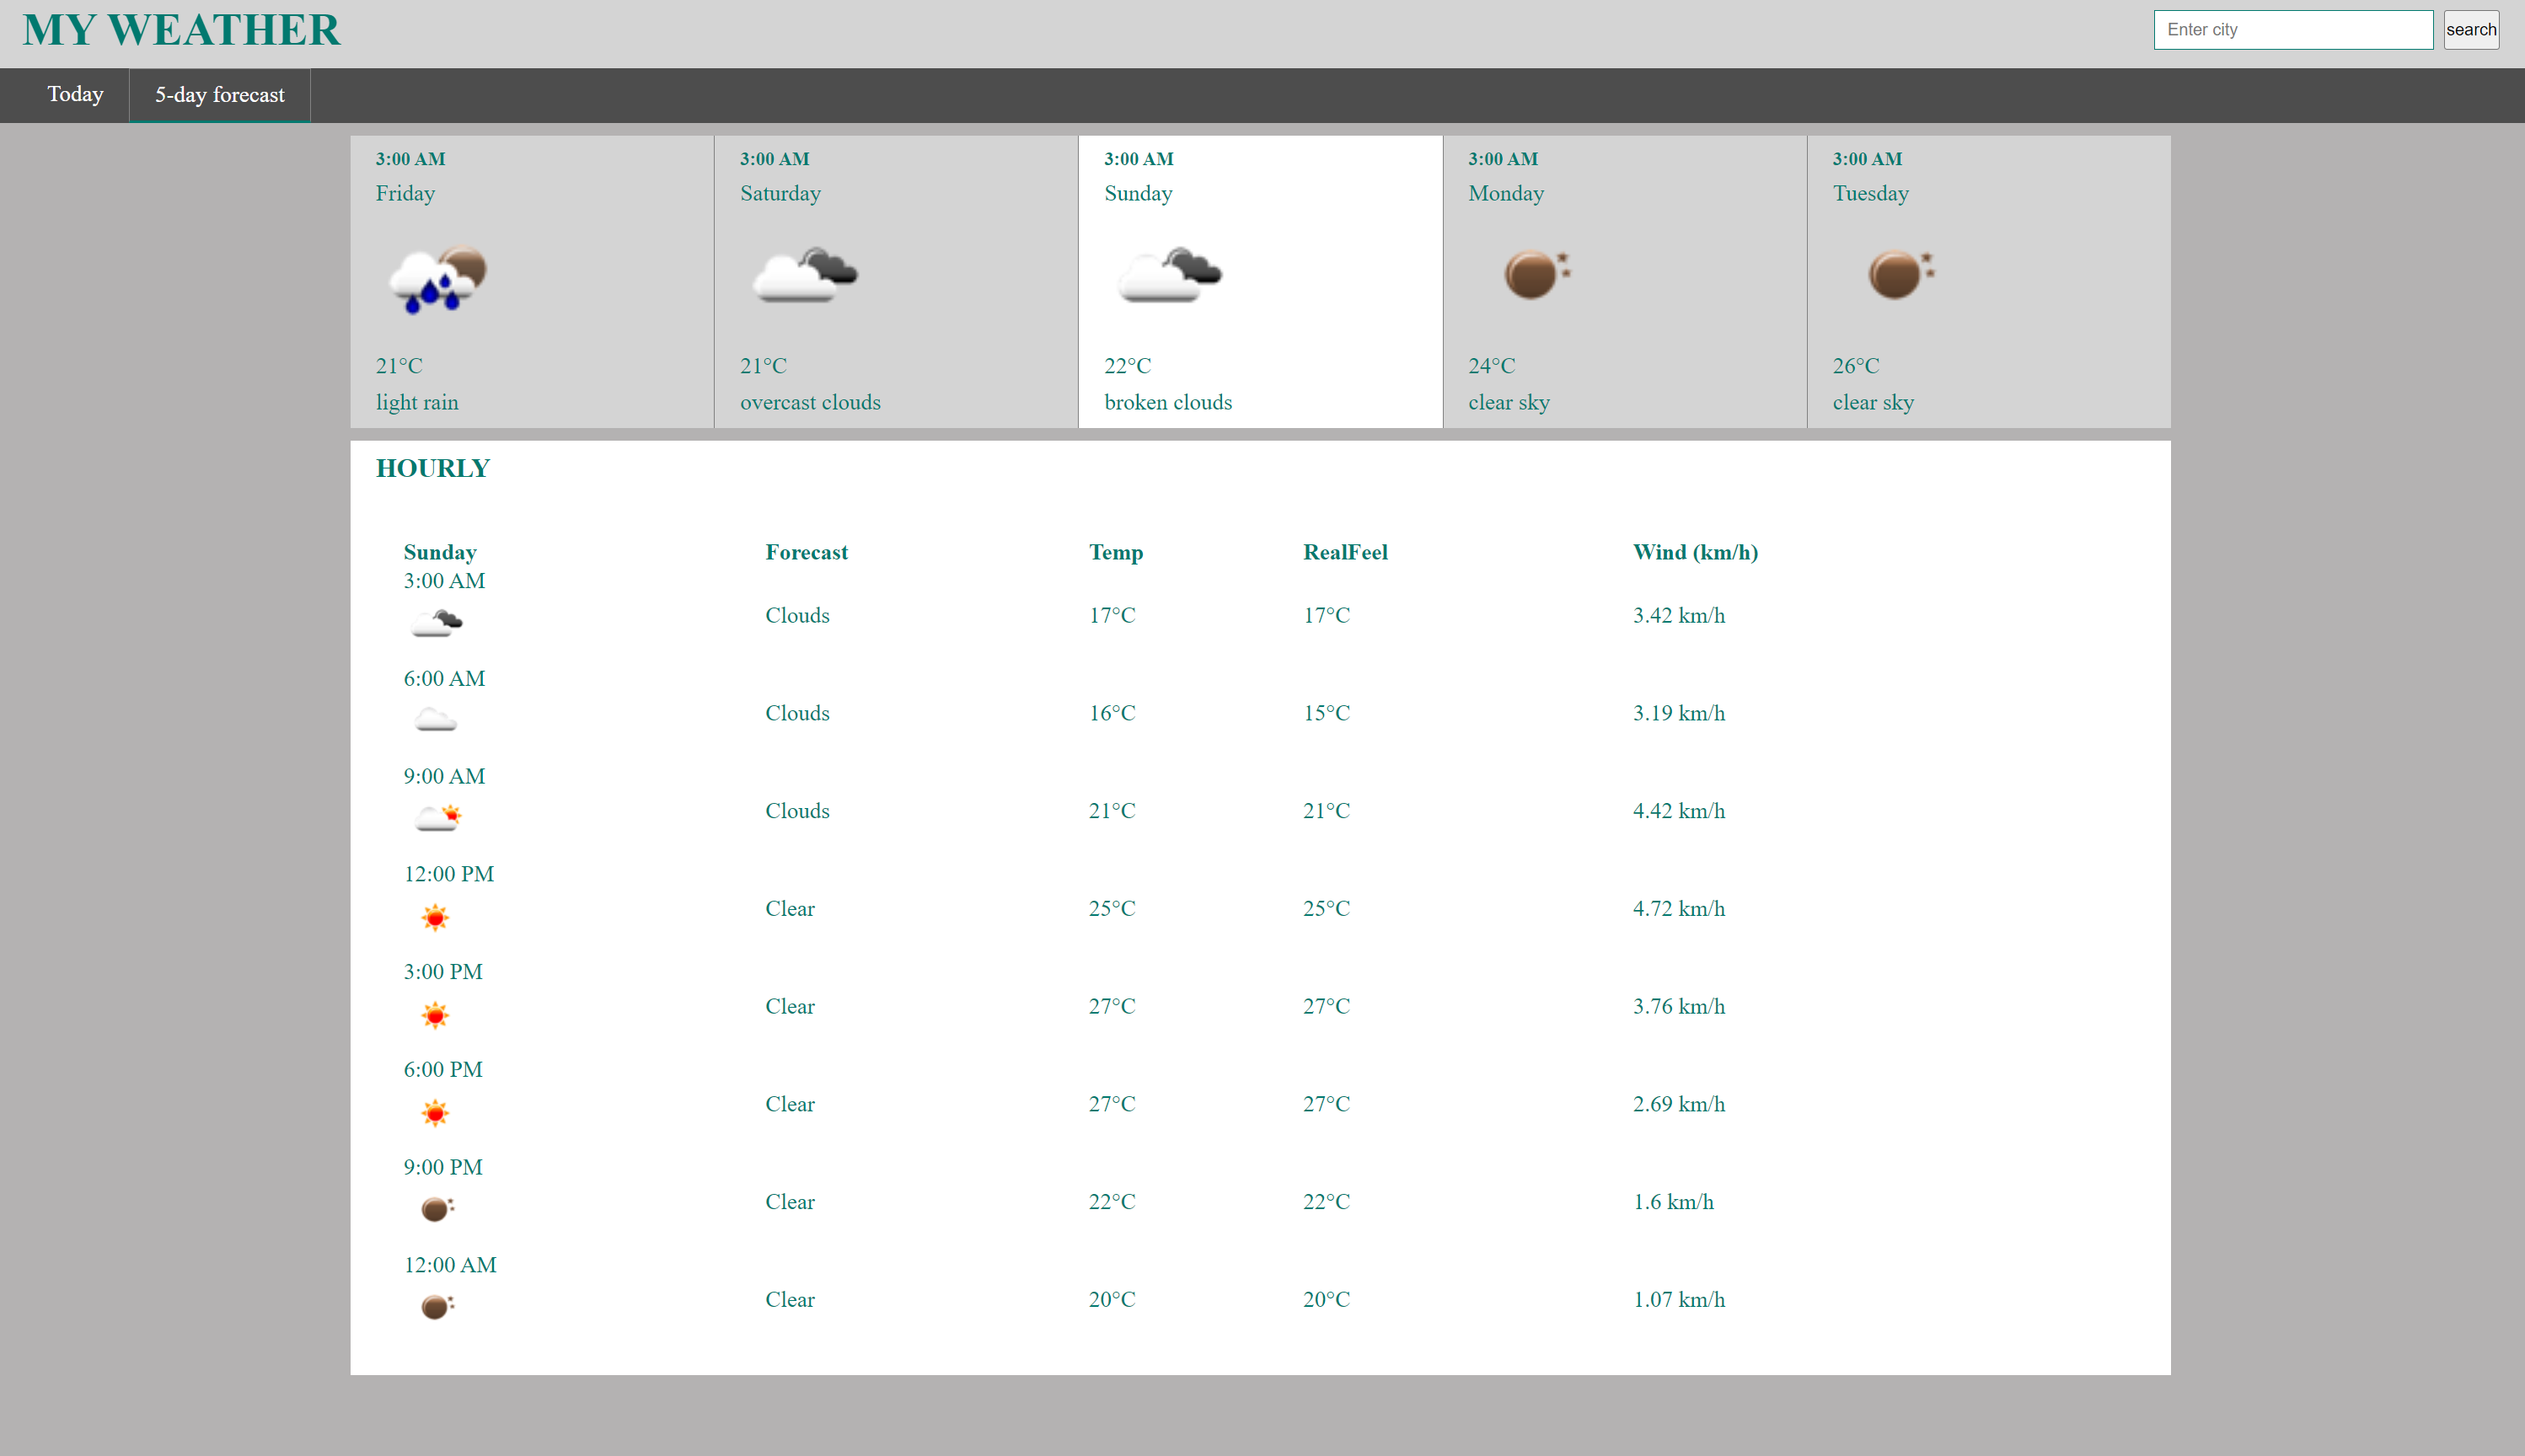 MY WEATHER
Enter city
search
Today
5-day forecast
3:00 AM
Friday
21°C
light rain
3:00 AM
Saturday
21°C
overcast clouds
3:00 AM
Sunday
22°C
broken clouds
3:00 AM
Monday
24°C
clear sky
3:00 AM
Tuesday
26°C
clear sky
HOURLY
Sunday Forecast Temp RealFeel Wind (km/h)
3:00 AM
Clouds 17°C 17°C 3.42 km/h
6:00 AM
Clouds 16°C 15°C 3.19 km/h
9:00 AM
Clouds 21°C 21°C 4.42 km/h
12:00 PM
Clear 25°C 25°C 4.72 km/h
3:00 PM
Clear 27°C 27°C 3.76 km/h
6:00 PM
Clear 27°C 27°C 2.69 km/h
9:00 PM
Clear 22°C 22°C 1.6 km/h
12:00 AM
Clear 20°C 20°C 1.07 km/h